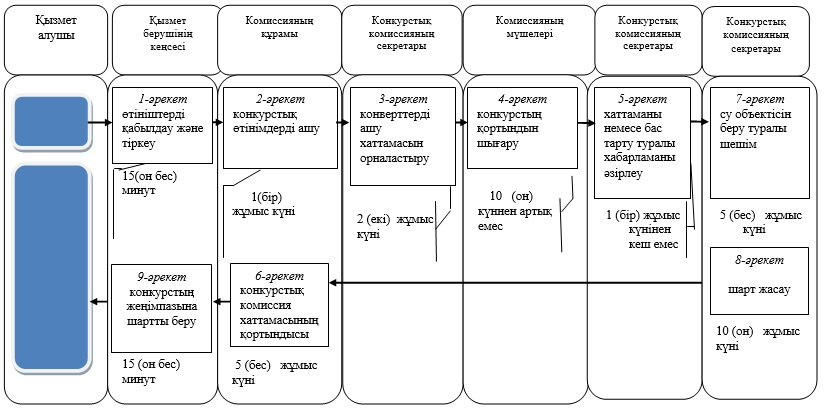 Қызмет
алушы
Қызмет
берушінің
кеңсесі
Комиссияның
құрамы
Конкурстық
комиссияның
секретары
Комиссияның
мүшелері
Конкурстық
комиссияның
секретары
Конкурстық
комиссияның
секретары
1-әрекет
өтініштерді
қабылдау және
тіркеу
15(он бес)
минут
2-әрекет
конкурстық
өтінімдерді ашу
1(бір)
жұмыс күні
3-әрекет
конверттерді
ашу
хаттамасын
орналастыру
2 (екі) жұмыс
күні
4-әрекет
конкурстың
қортындын
шығару
10 (он)
күннен артық
емес
5-әрекет
хаттаманы
немесе бас
тарту туралы
хабарламаны
әзірлеу
1 (бір) жұмыс
күнінен
кеш емес
7-әрекет
су объектісін
беру туралы
шешім
5 (бес) жұмыс
күні
9-әрекет
конкурстың
жеңімпазына
шартты беру
15 (он бес)
минут
6-әрекет
конкурстық
комиссия
хаттамасының
қортындысы
5 (бес) жұмыс
күні
8-әрекет
шарт жасау
10 (он) жұмыс
күні